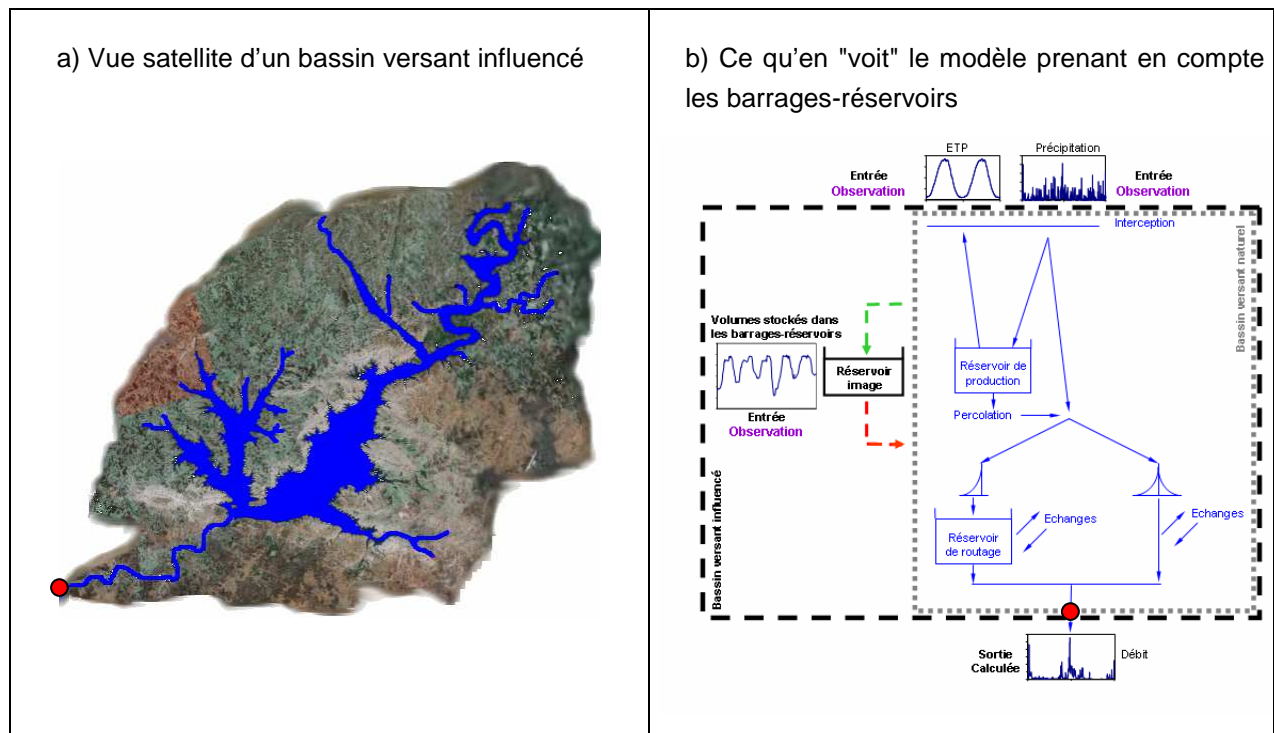 a) Vue satellite d'un bassin versant influencé
b) Ce qu'en "voit" le modèle prenant en compte
les barrages-réservoirs
ETP
Précipitation
Entrée
Observation
Entrée
Observation
Interception
Bassin versant naturel
Volumes stockés dans
les barrages-réservoirs
Réservoir
image
Entrée
Observation
Réservoir de
production
Percolation
Echanges
Echanges
Réservoir
de routage
Bassin versant influencé
Sortie
Calculée
Débit